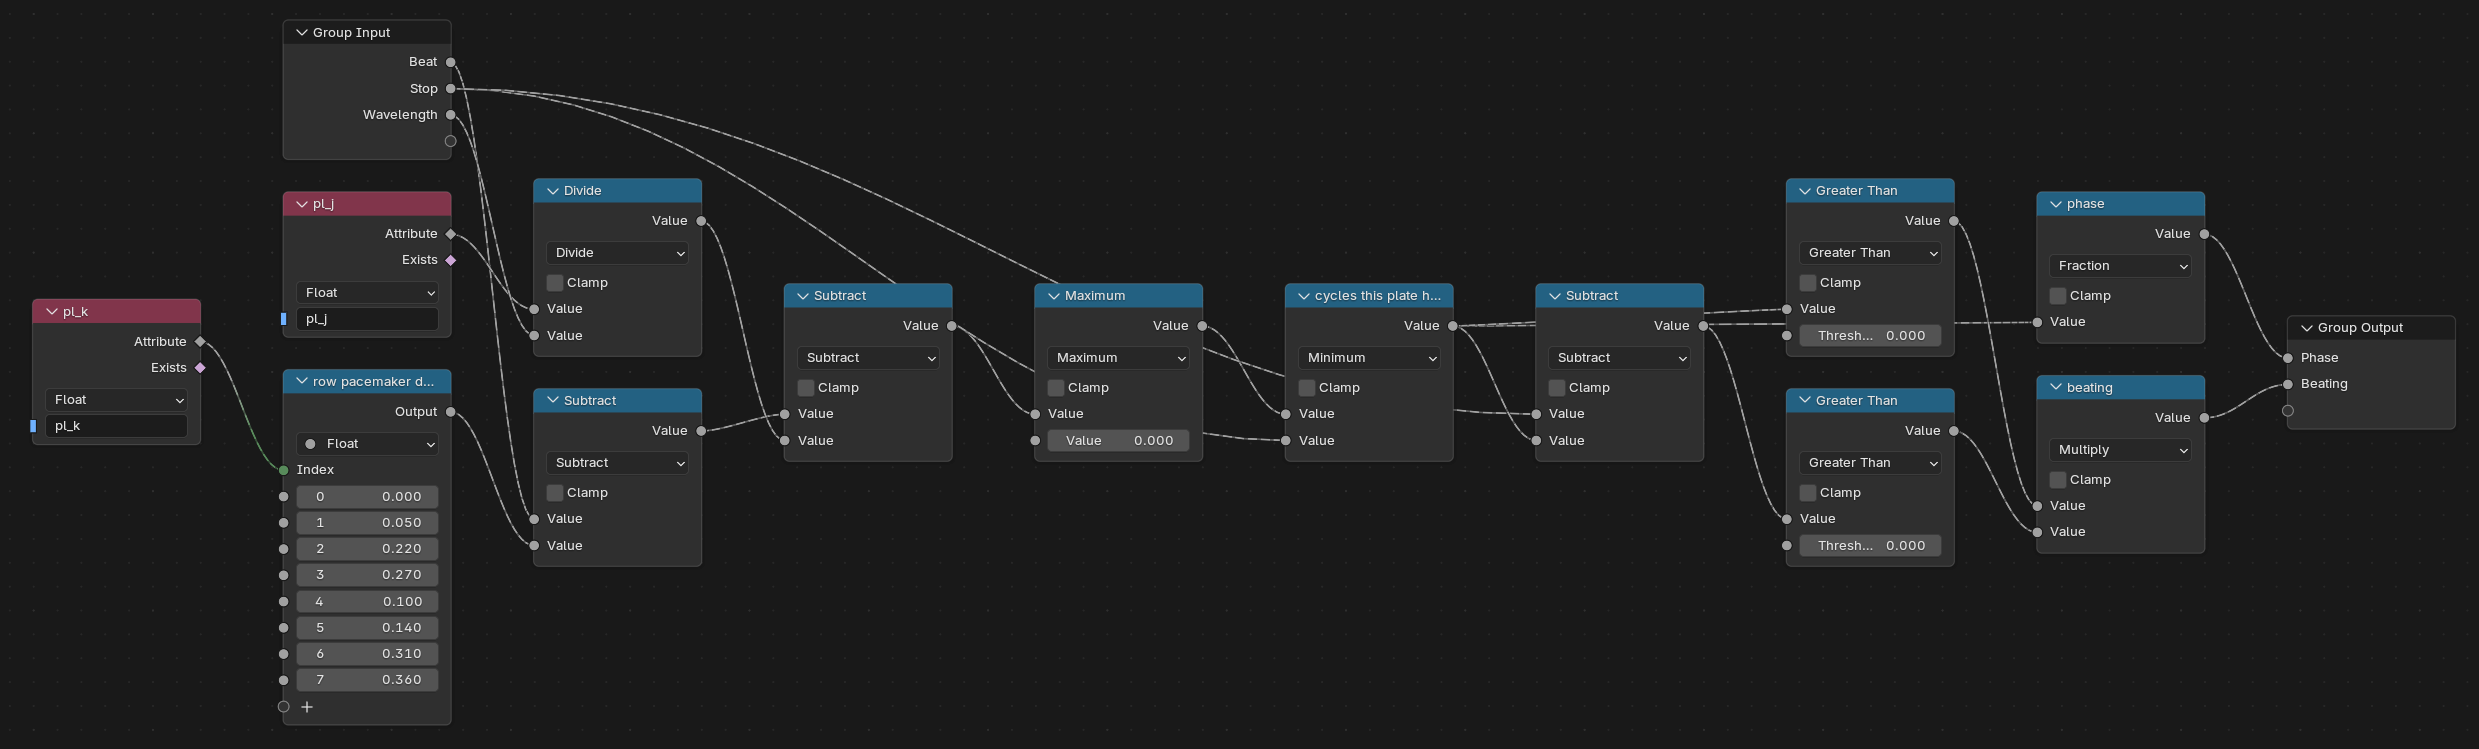 Group Input
Beat
Stop
Wavelength
pl_j
Attribute
Exists
Float
pl_j
pl_k
Attribute
Exists
Float
pl_k
row pacemaker d...
Output
Float
Index
0 0.000
1 0.050
2 0.220
3 0.270
4 0.100
5 0.140
6 0.310
7 0.360
+
Divide
Value
Divide
Clamp
Value
Value
Subtract
Value
Subtract
Clamp
Value
Value
Subtract
Value
Subtract
Clamp
Value
Value
Maximum
Value
Maximum
Clamp
Value
Value 0.000
cycles this plate h...
Value
Minimum
Clamp
Value
Value
Subtract
Value
Subtract
Clamp
Value
Value
Greater Than
Value
Greater Than
Clamp
Value
Thresh... 0.000
Greater Than
Value
Greater Than
Clamp
Value
Thresh... 0.000
phase
Value
Fraction
Clamp
Value
beating
Value
Multiply
Clamp
Value
Value
Group Output
Phase
Beating